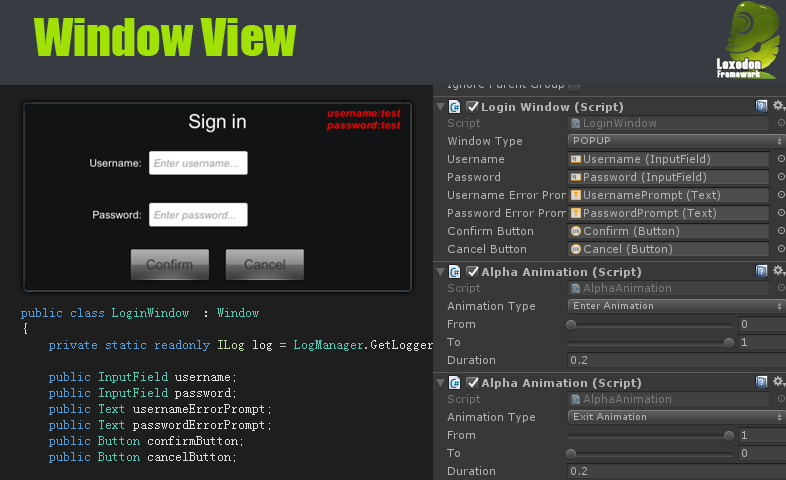 Window View
Loxodon
Framework
Sign in
username:test
password:test
Username:
Enter username...
Password:
Enter password...
Confirm
Cancel
public class LoginWindow : Window
{
private static readonly ILog log = LogManager.GetLogger
public InputField username;
public InputField password;
public Text usernameErrorPrompt;
public Text passwordErrorPrompt;
public Button confirmButton;
public Button cancelButton;
Ignore Parent Group
Login Window (Script)
Script LoginWindow
Window Type POPUP
Username Username (InputField)
Password Password (InputField)
Username Error Prom UsernamePrompt (Text)
Password Error Prom PasswordPrompt (Text)
Confirm Button Confirm (Button)
Cancel Button Cancel (Button)
Alpha Animation (Script)
Script AlphaAnimation
Animation Type Enter Animation
From 0
To 1
Duration 0.2
Alpha Animation (Script)
Script AlphaAnimation
Animation Type Exit Animation
From 1
To 0
Duration 0.2